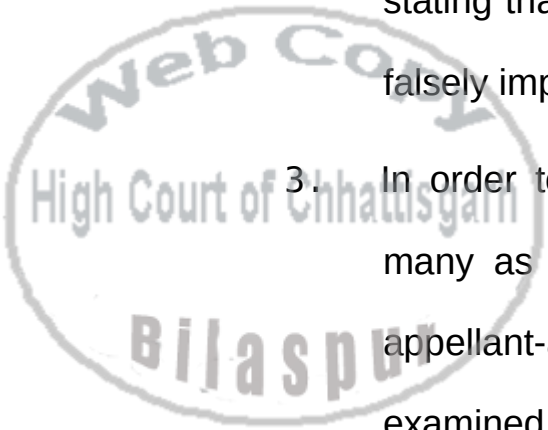 stating tha
Web Copy
falsely imp
3. In order t
High Court of Chhattisgarh
many as
Bilaspur
appellant-
examined